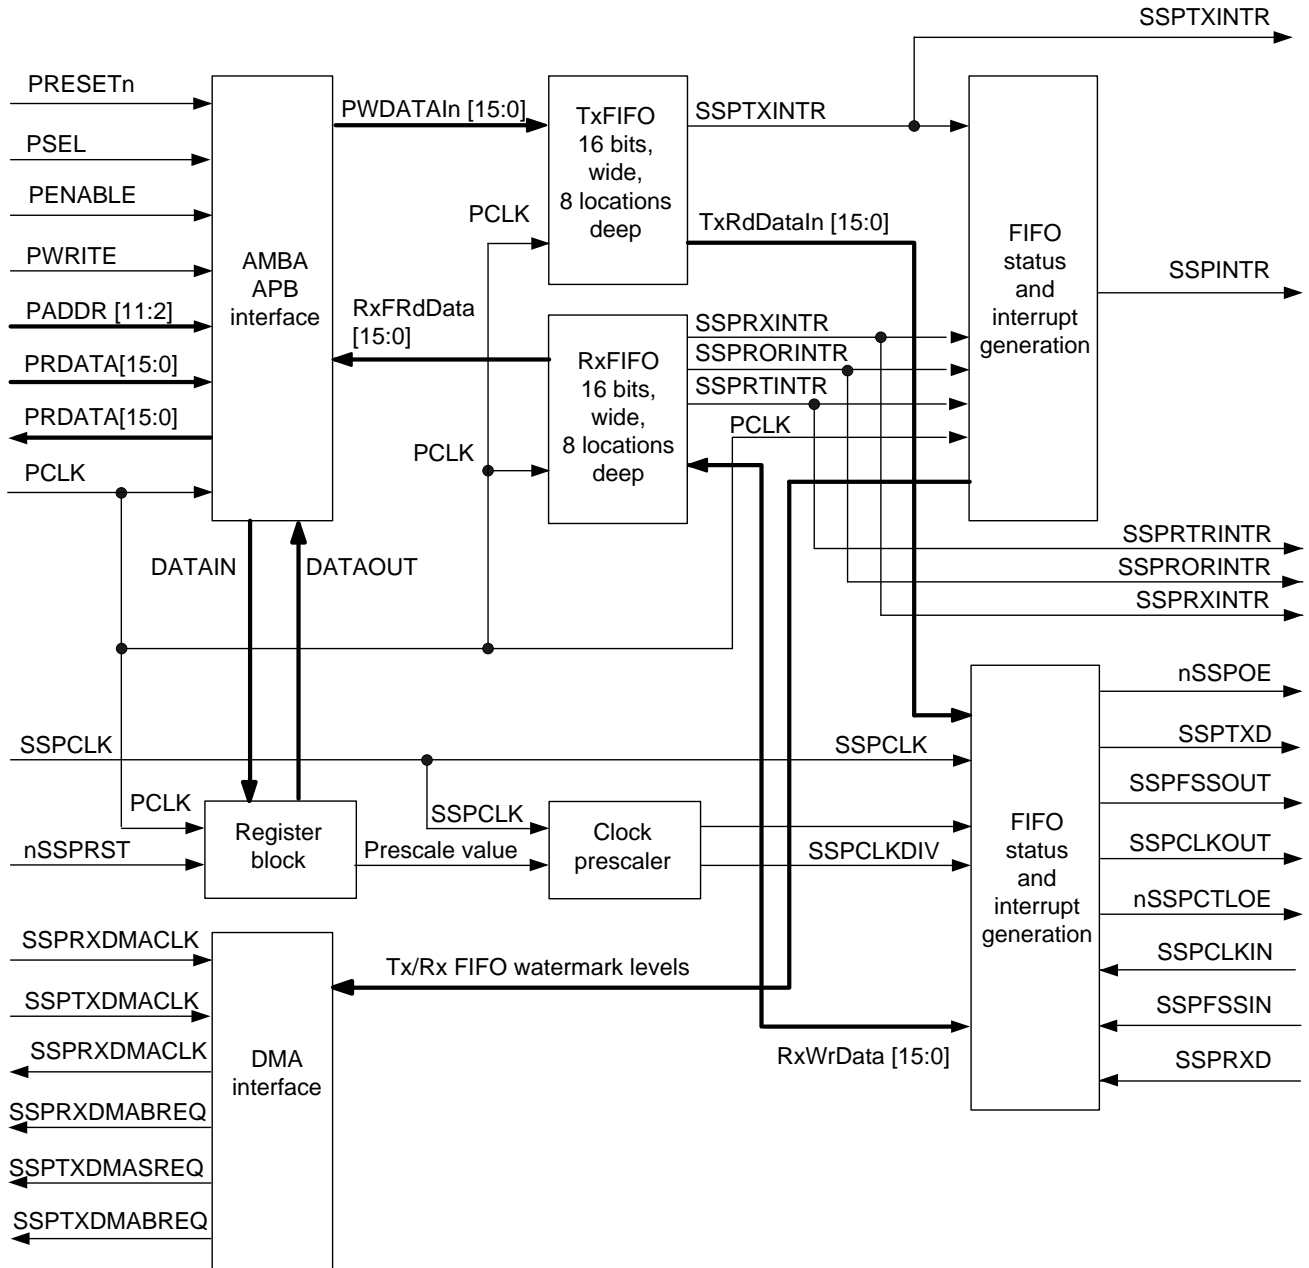 SSPTXINTR
PRESETn
PSEL
PENABLE
PWRITE
PADDR [11:2]
PRDATA[15:0]
PRDATA[15:0]
PCLK
AMBA
APB
interface
PWDATAIn [15:0]
RxFRdData
[15:0]
PCLK
PCLK
TxFIFO
16 bits,
wide,
8 locations
deep
RxFIFO
16 bits,
wide,
8 locations
deep
SSPTXINTR
TxRdDataIn [15:0]
SSPRXINTR
SSPRORINTR
SSPRTINTR
PCLK
FIFO
status
and
interrupt
generation
SSPINTR
SSPRTRINTR
SSPRORINTR
SSPRXINTR
DATAIN
DATAOUT
SSPCLK
SSPCLK
PCLK
nSSPRST
Register
block
SSPCLK
Prescale value
Clock
prescaler
SSPCLKDIV
FIFO
status
and
interrupt
generation
nSSPOE
SSPTXD
SSPFSSOUT
SSPCLKOUT
nSSPCTLOE
SSPCLKIN
SSPFSSIN
SSPRXD
SSPRXDMACLK
SSPTXDMACLK
SSPRXDMACLK
SSPRXDMABREQ
SSPTXDMASREQ
SSPTXDMABREQ
DMA
interface
Tx/Rx FIFO watermark levels
RxWrData [15:0]